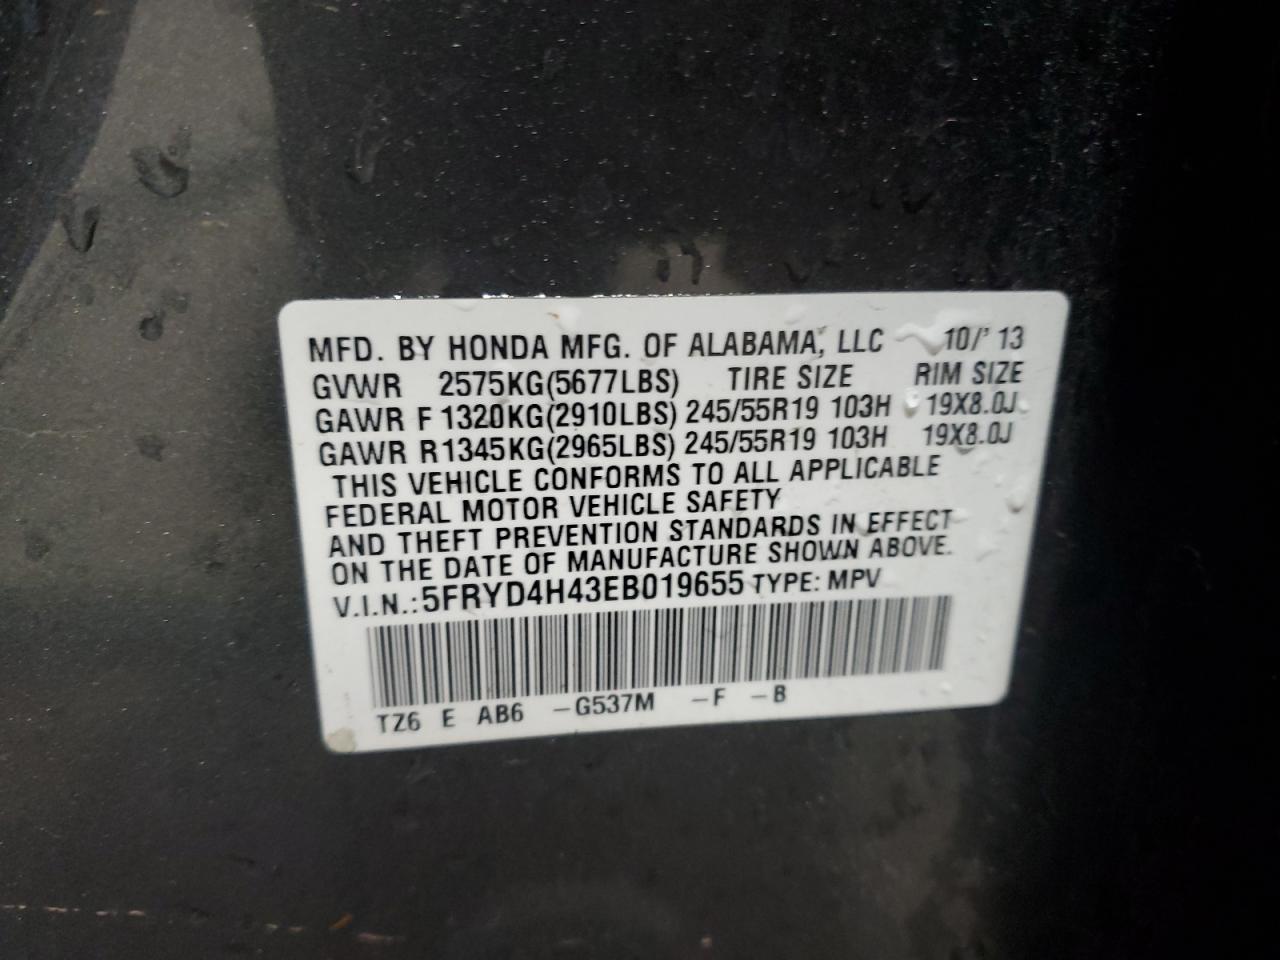 MFD. BY HONDA MFG. OF ALABAMA, LLC 10/' 13
GVWR 2575KG(5677LBS) TIRE SIZE RIM SIZE
GAWR F 1320KG(2910LBS) 245/55R19 103H 19X8.0J
GAWR R1345KG(2965LBS) 245/55R19 103H 19X8.0J
THIS VEHICLE CONFORMS TO ALL APPLICABLE
FEDERAL MOTOR VEHICLE SAFETY
AND THEFT PREVENTION STANDARDS IN EFFECT
ON THE DATE OF MANUFACTURE SHOWN ABOVE.
V.I.N.: 5FRYD4H43EB019655 TYPE: MPV
TZ6 E AB6 -G537M -F -B